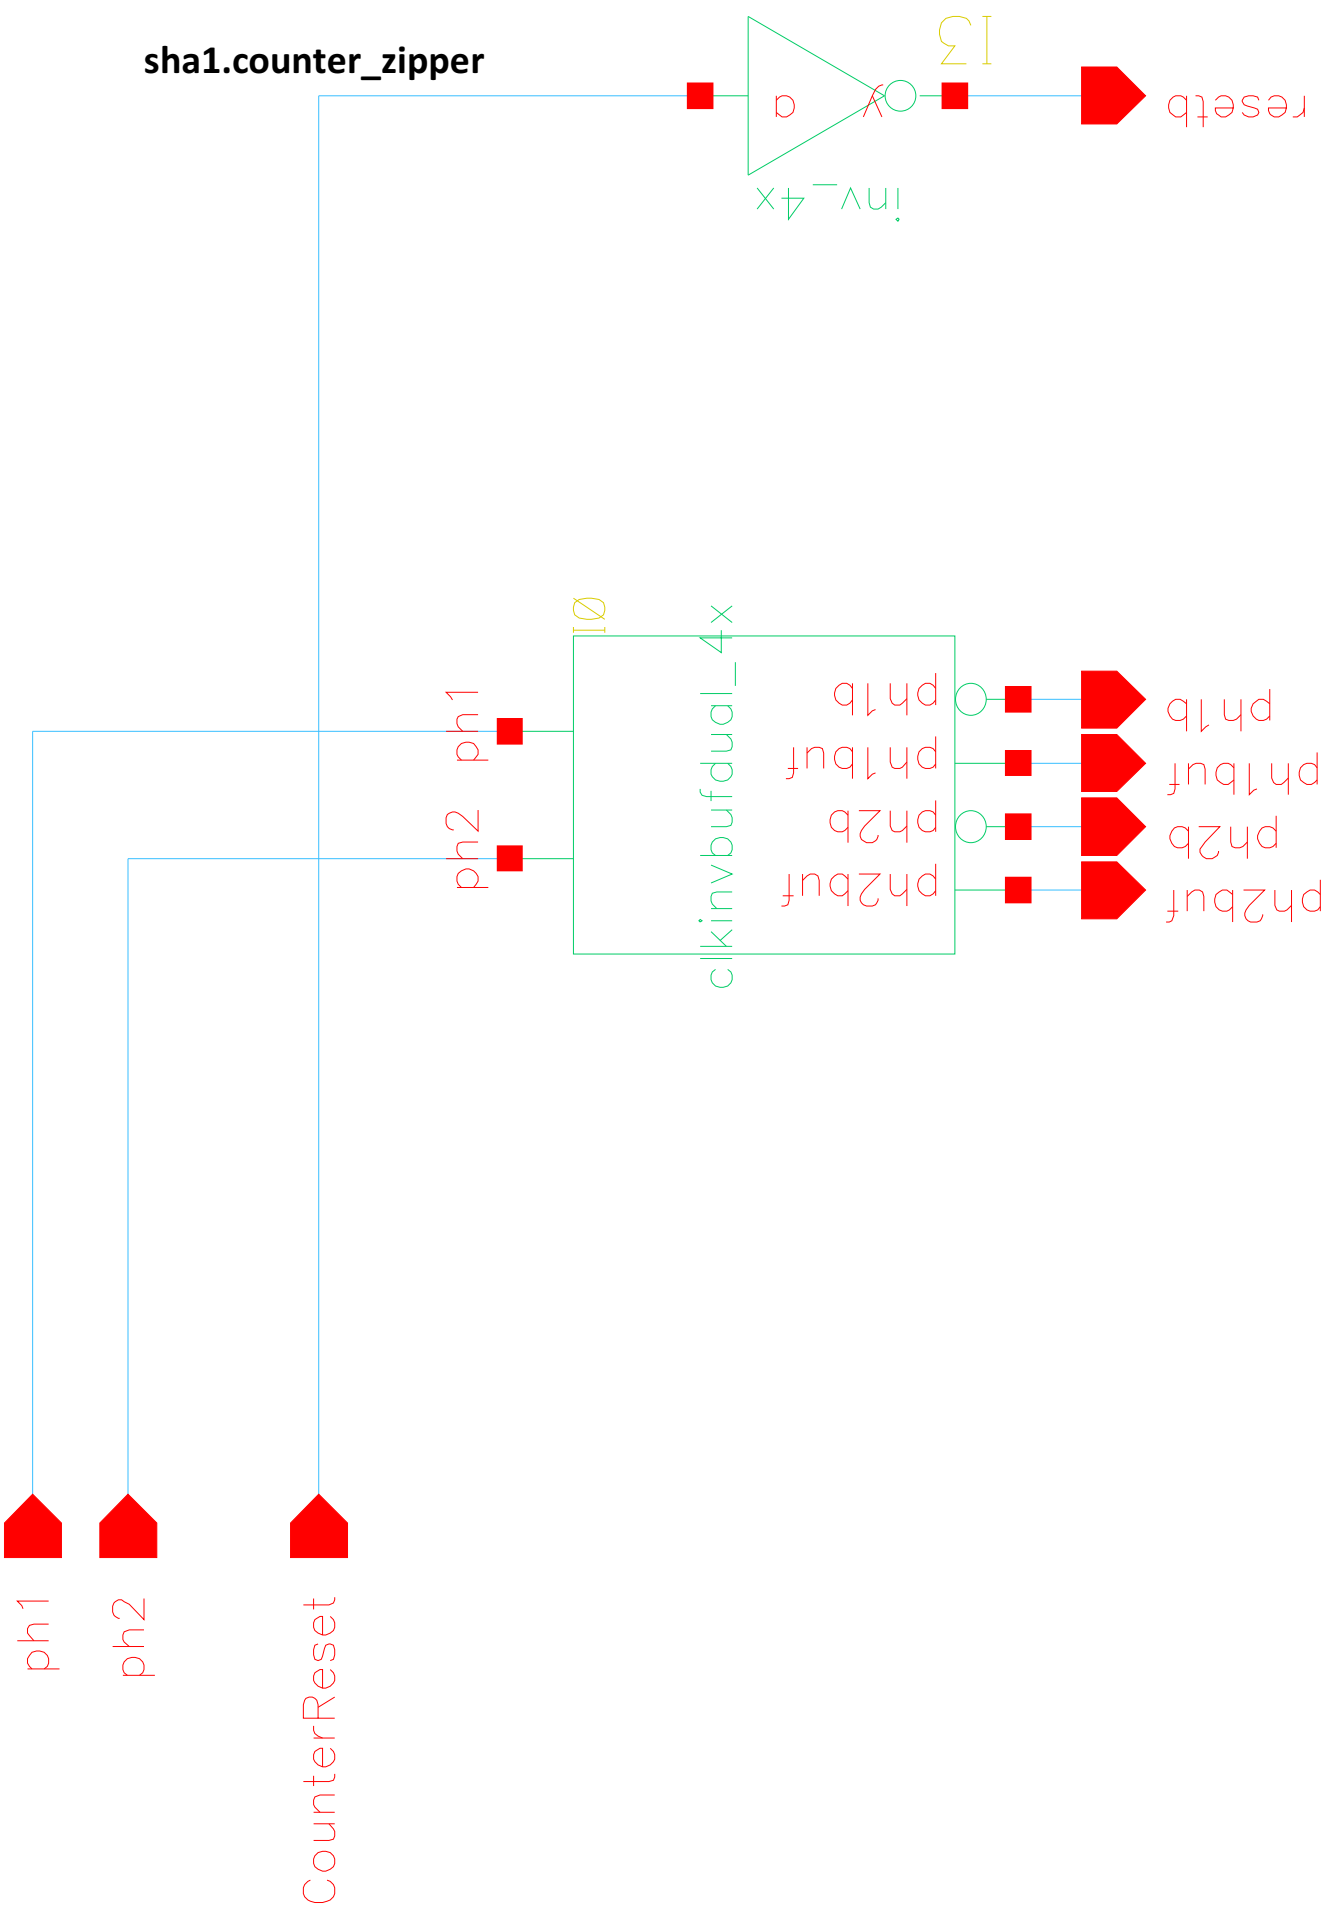 sha1.counter_zipper
I3
a
y
resetb
inv_4x
I0
clkinvbufdual_4x
ph1
ph2
ph1b
ph1buf
ph2b
ph2buf
ph1b
ph1buf
ph2b
ph2buf
ph1
ph2
CounterReset